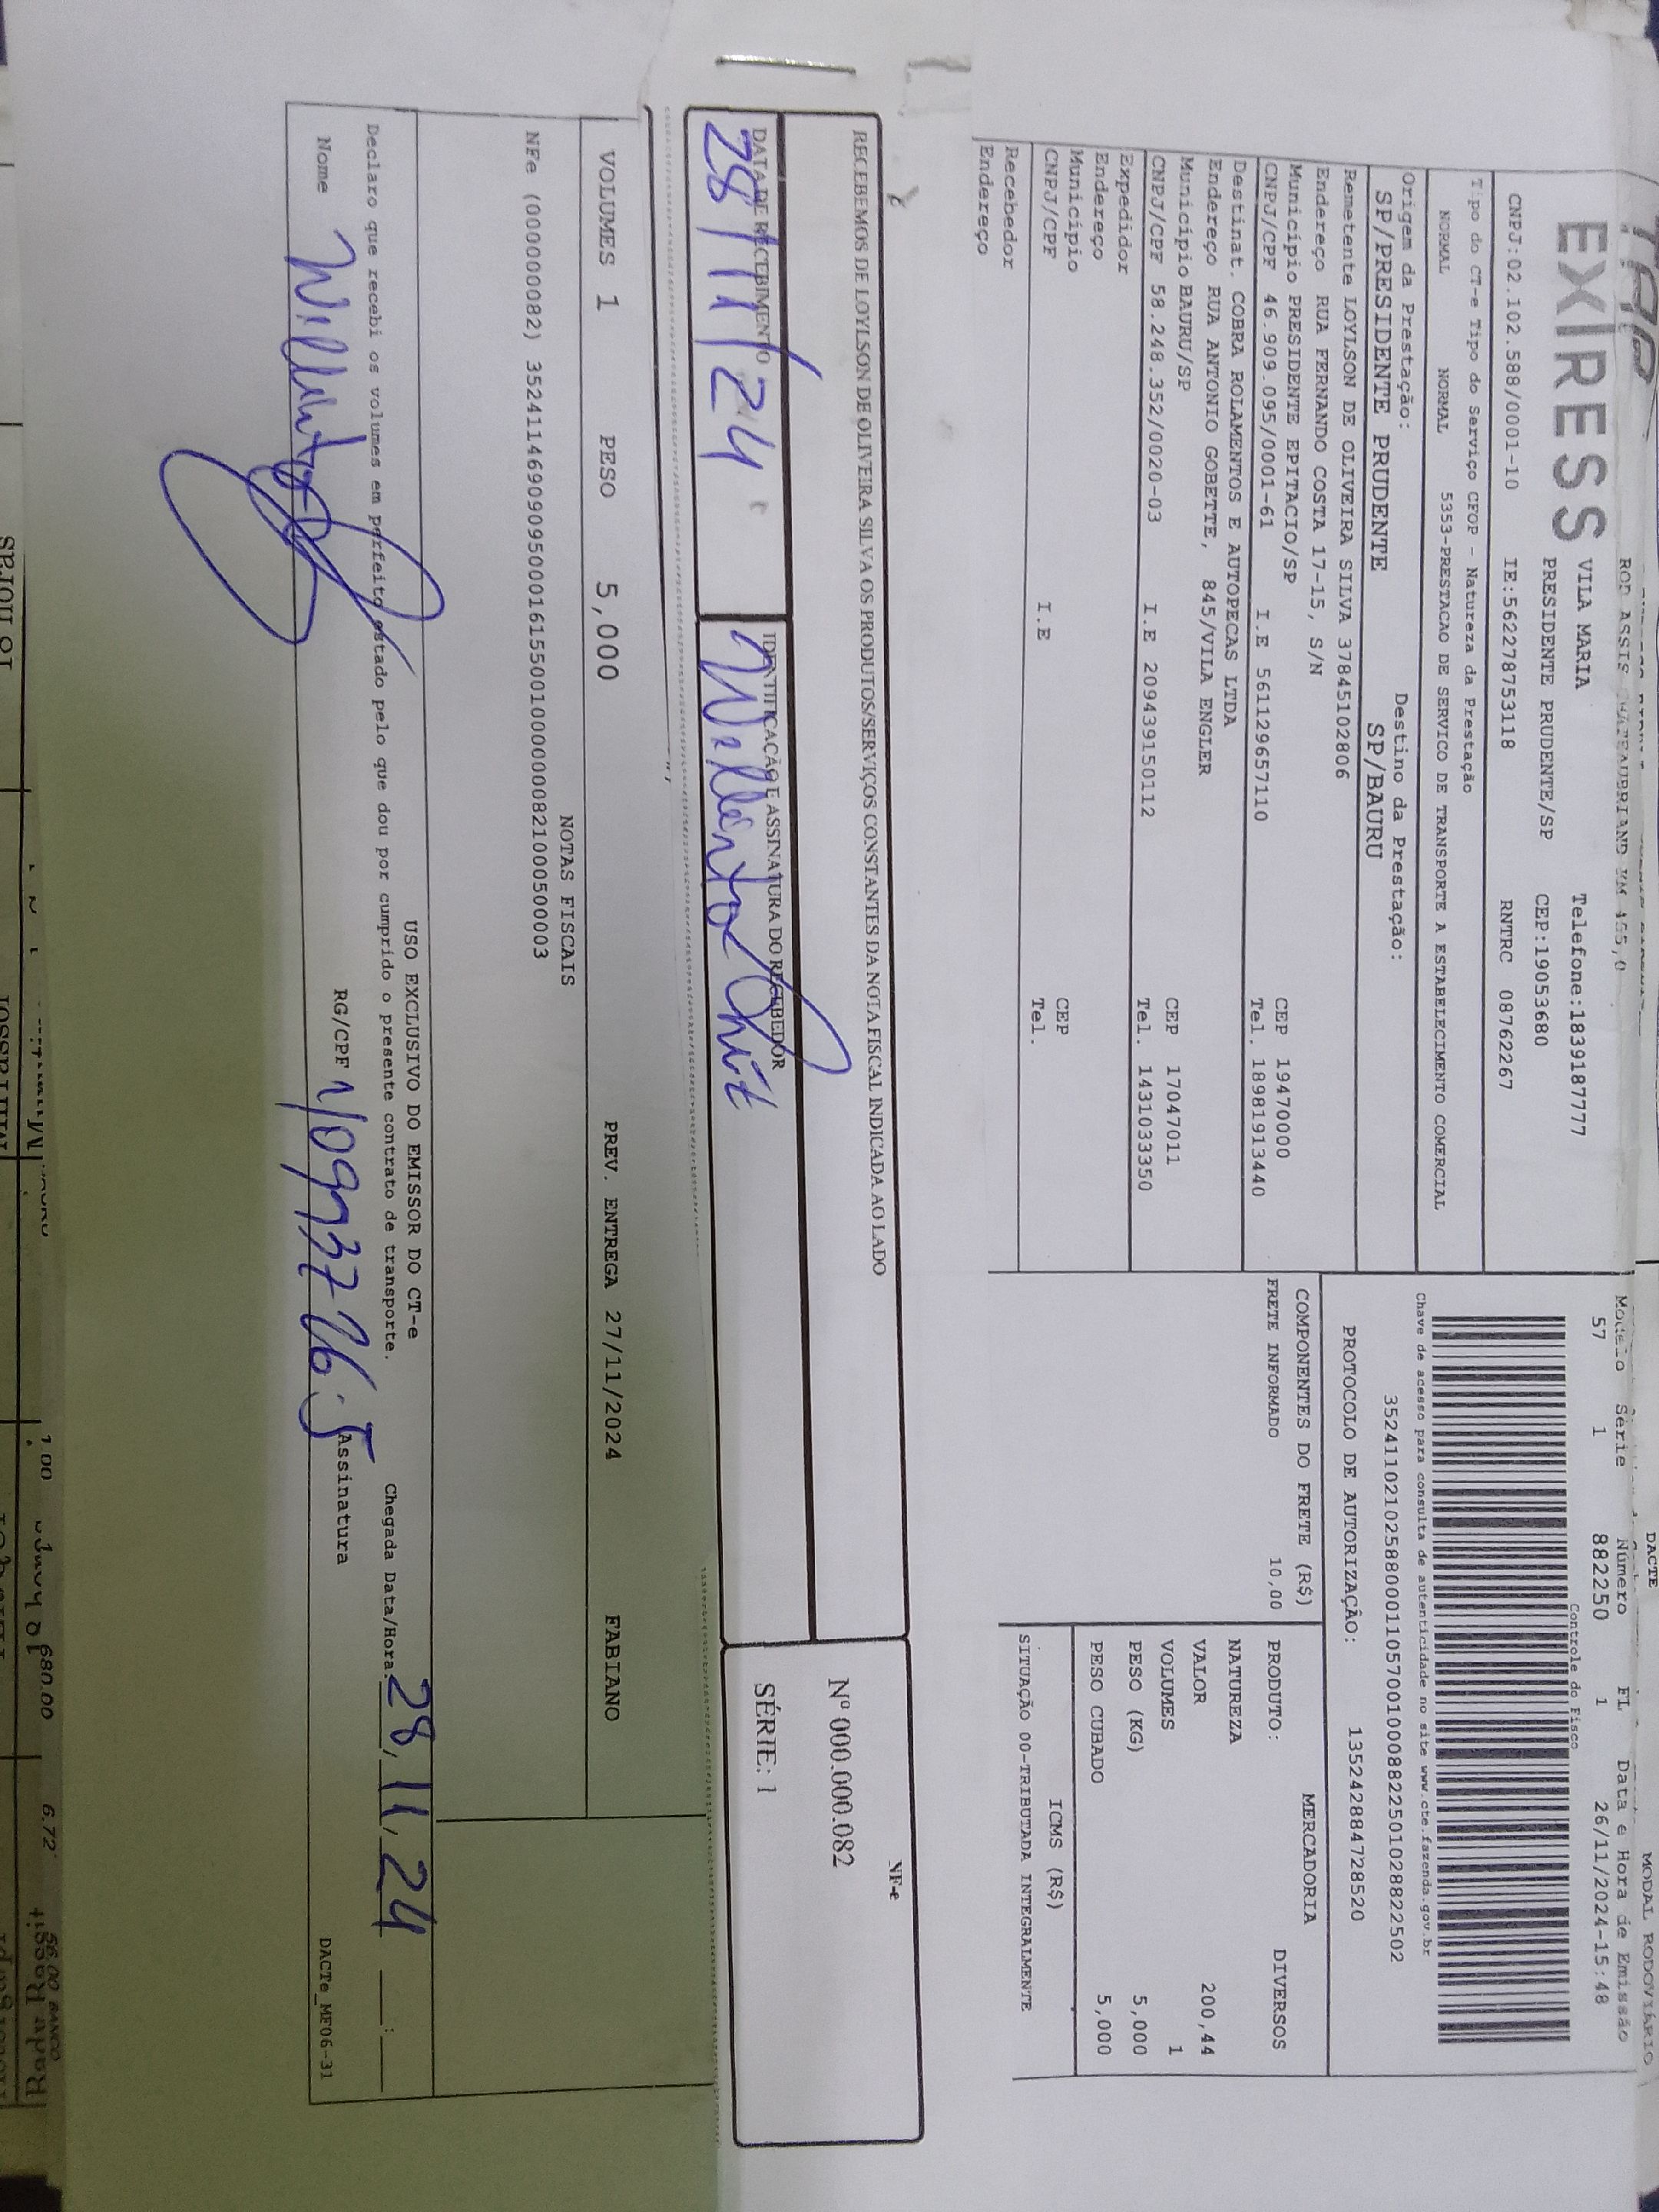 DACTE
MODAL RODOVIÁRIO
EXPRESS
VILA MARIA
Telefone:1839187777
PRESIDENTE PRUDENTE/SP CEP:19053680
CNPJ:02.102.588/0001-10 IE:562278753118 RNTRC 08762267
Modelo Série Número FL Data e Hora de Emissão
57 1 882250 1 26/11/2024-15:48
Controle do Fisco
Tipo do CT-e Tipo do Serviço CFOP - Natureza da Prestação
NORMAL NORMAL 5353-PRESTACAO DE SERVICO DE TRANSPORTE A ESTABELECIMENTO COMERCIAL
Chave de acesso para consulta de autenticidade no site www.cte.fazenda.gov.br
35241102102588000110570010008822501028822502
Origem da Prestação: Destino da Prestação:
SP/PRESIDENTE PRUDENTE SP/BAURU
PROTOCOLO DE AUTORIZAÇÃO: 135242884728520
Remetente LOYLSON DE OLIVEIRA SILVA 37845102806
Endereço RUA FERNANDO COSTA 17-15, S/N
Município PRESIDENTE EPITACIO/SP CEP 19470000
CNPJ/CPF 46.909.095/0001-61 I.E 561129657110 Tel. 18981913440
Destinat. COBRA ROLAMENTOS E AUTOPECAS LTDA
Endereço RUA ANTONIO GOBETTE, 845/VILA ENGLER
Município BAURU/SP CEP 17047011
CNPJ/CPF 58.248.352/0020-03 I.E 209439150112 Tel. 1431033350
Expedidor
Endereço
Município CEP
CNPJ/CPF I.E Tel.
Recebedor
Endereço
COMPONENTES DO FRETE (R$)
FRETE INFORMADO 10,00
MERCADORIA
PRODUTO: DIVERSOS
NATUREZA
VALOR 200,44
VOLUMES 1
PESO (KG) 5,000
PESO CUBADO 5,000
ICMS (R$)
SITUAÇÃO 00-TRIBUTADA INTEGRALMENTE
RECEBEMOS DE LOYLSON DE OLIVEIRA SILVA OS PRODUTOS/SERVIÇOS CONSTANTES DA NOTA FISCAL INDICADA AO LADO
NF-e
Nº 000.000.082
SÉRIE: 1
DATA DE RECEBIMENTO IDENTIFICAÇÃO E ASSINATURA DO RECEBEDOR
28/11/24
VOLUMES 1 PESO 5,000 PREV. ENTREGA 27/11/2024 FABIANO
NOTAS FISCAIS
NFe (000000082) 35241146909095000161550010000000821000500003
USO EXCLUSIVO DO EMISSOR DO CT-e
Declaro que recebi os volumes em perfeito estado pelo que dou por cumprido o presente contrato de transporte.
Chegada Data/Hora: 28, 11, 24
Nome RG/CPF Assinatura
DACTe_MF06-31